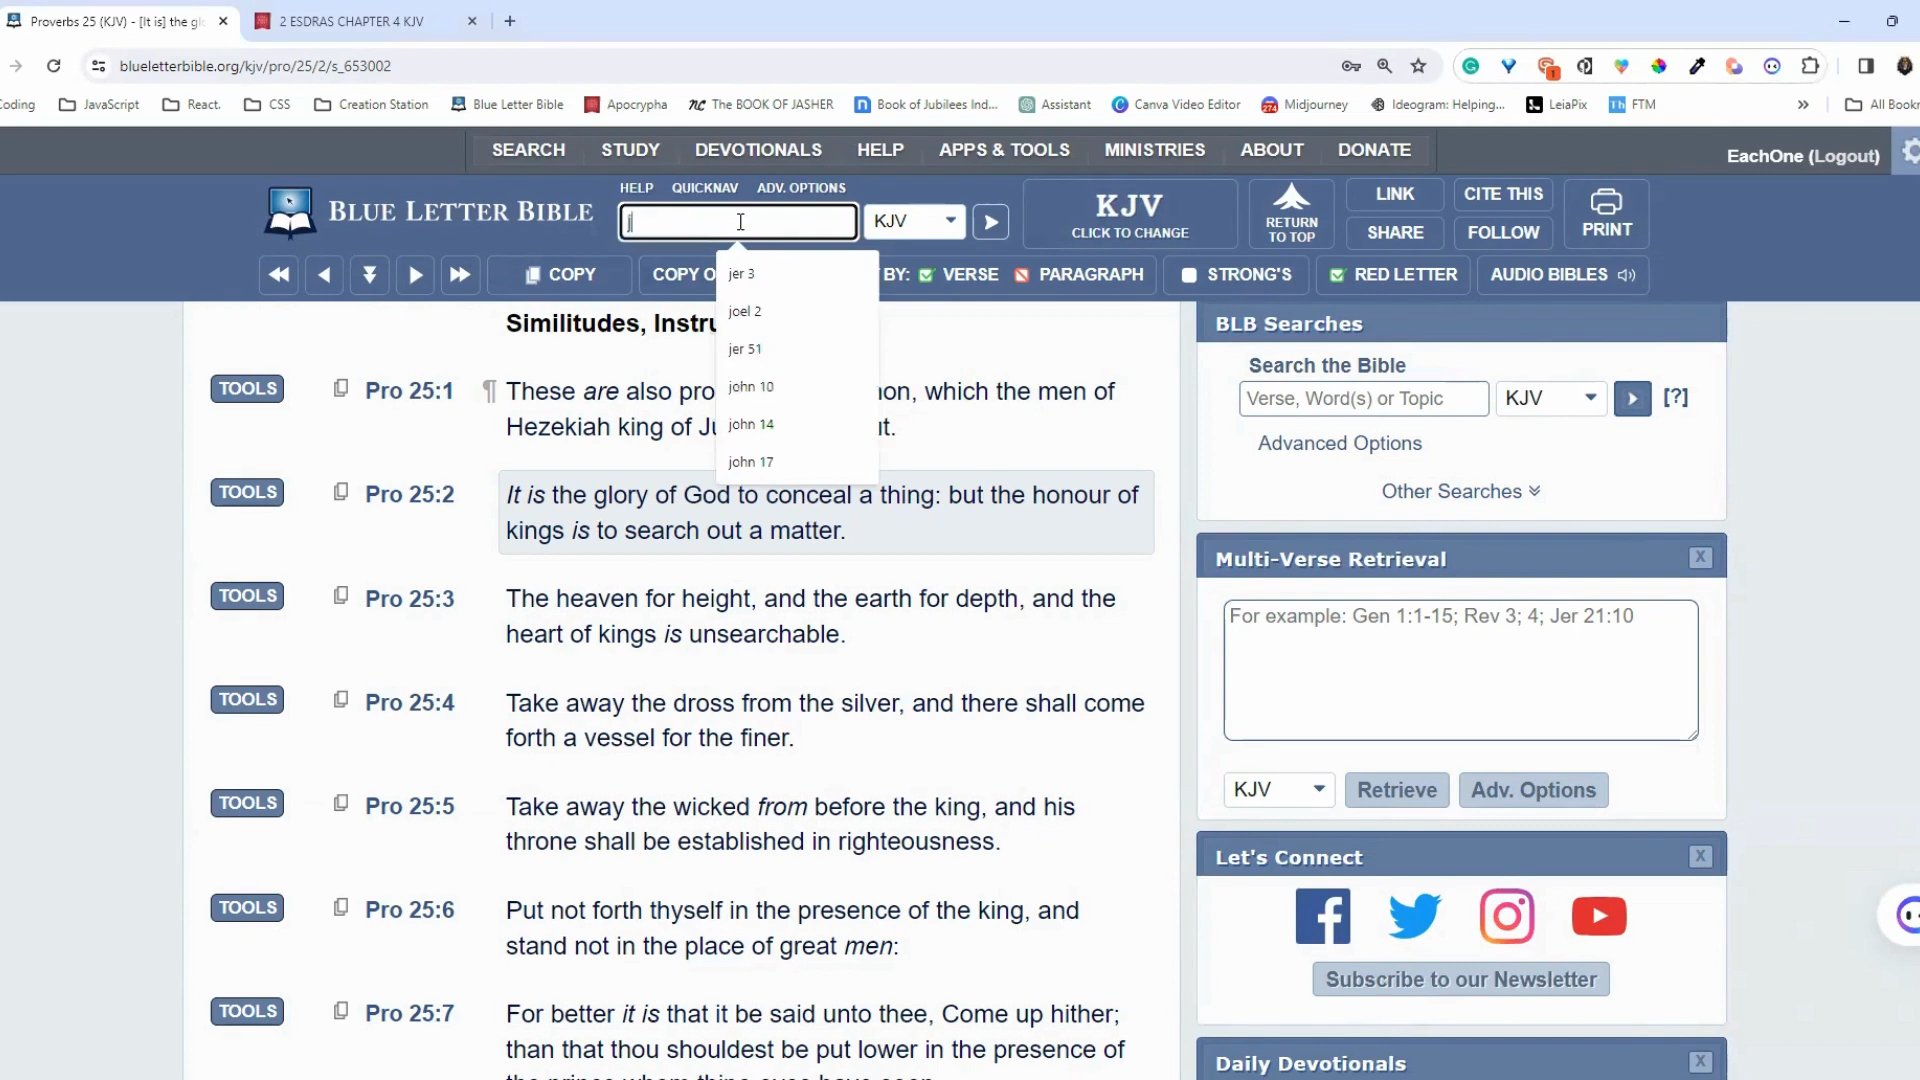 Proverbs 25 (KJV) - [It is] the gl
2 ESDRAS CHAPTER 4 KJV
blueletterbible.org/kjv/pro/25/2/s_653002
oding JavaScript React. CSS Creation Station Blue Letter Bible Apocrypha The BOOK OF JASHER Book of Jubilees Ind... Assistant Canva Video Editor Midjourney Ideogram: Helping... LeiaPix FTM » All Bookr
SEARCH STUDY DEVOTIONALS HELP APPS & TOOLS MINISTRIES ABOUT DONATE
EachOne (Logout)
HELP QUICKNAV ADV. OPTIONS
BLUE LETTER BIBLE
j
KJV
KJV
CLICK TO CHANGE
RETURN
TO TOP
LINK
CITE THIS
SHARE
FOLLOW
PRINT
COPY
COPY O
BY: VERSE PARAGRAPH
STRONG'S
RED LETTER
AUDIO BIBLES
jer 3
joel 2
jer 51
john 10
john 14
john 17
Similitudes, Instru
TOOLS Pro 25:1 ¶ These are also pro non, which the men of
Hezekiah king of Ju ut.
TOOLS Pro 25:2 It is the glory of God to conceal a thing: but the honour of
kings is to search out a matter.
TOOLS Pro 25:3 The heaven for height, and the earth for depth, and the
heart of kings is unsearchable.
TOOLS Pro 25:4 Take away the dross from the silver, and there shall come
forth a vessel for the finer.
TOOLS Pro 25:5 Take away the wicked from before the king, and his
throne shall be established in righteousness.
TOOLS Pro 25:6 Put not forth thyself in the presence of the king, and
stand not in the place of great men:
TOOLS Pro 25:7 For better it is that it be said unto thee, Come up hither;
than that thou shouldest be put lower in the presence of
BLB Searches
Search the Bible
Verse, Word(s) or Topic
KJV
[?]
Advanced Options
Other Searches
Multi-Verse Retrieval X
For example: Gen 1:1-15; Rev 3; 4; Jer 21:10
KJV Retrieve Adv. Options
Let's Connect X
Subscribe to our Newsletter
Daily Devotionals X